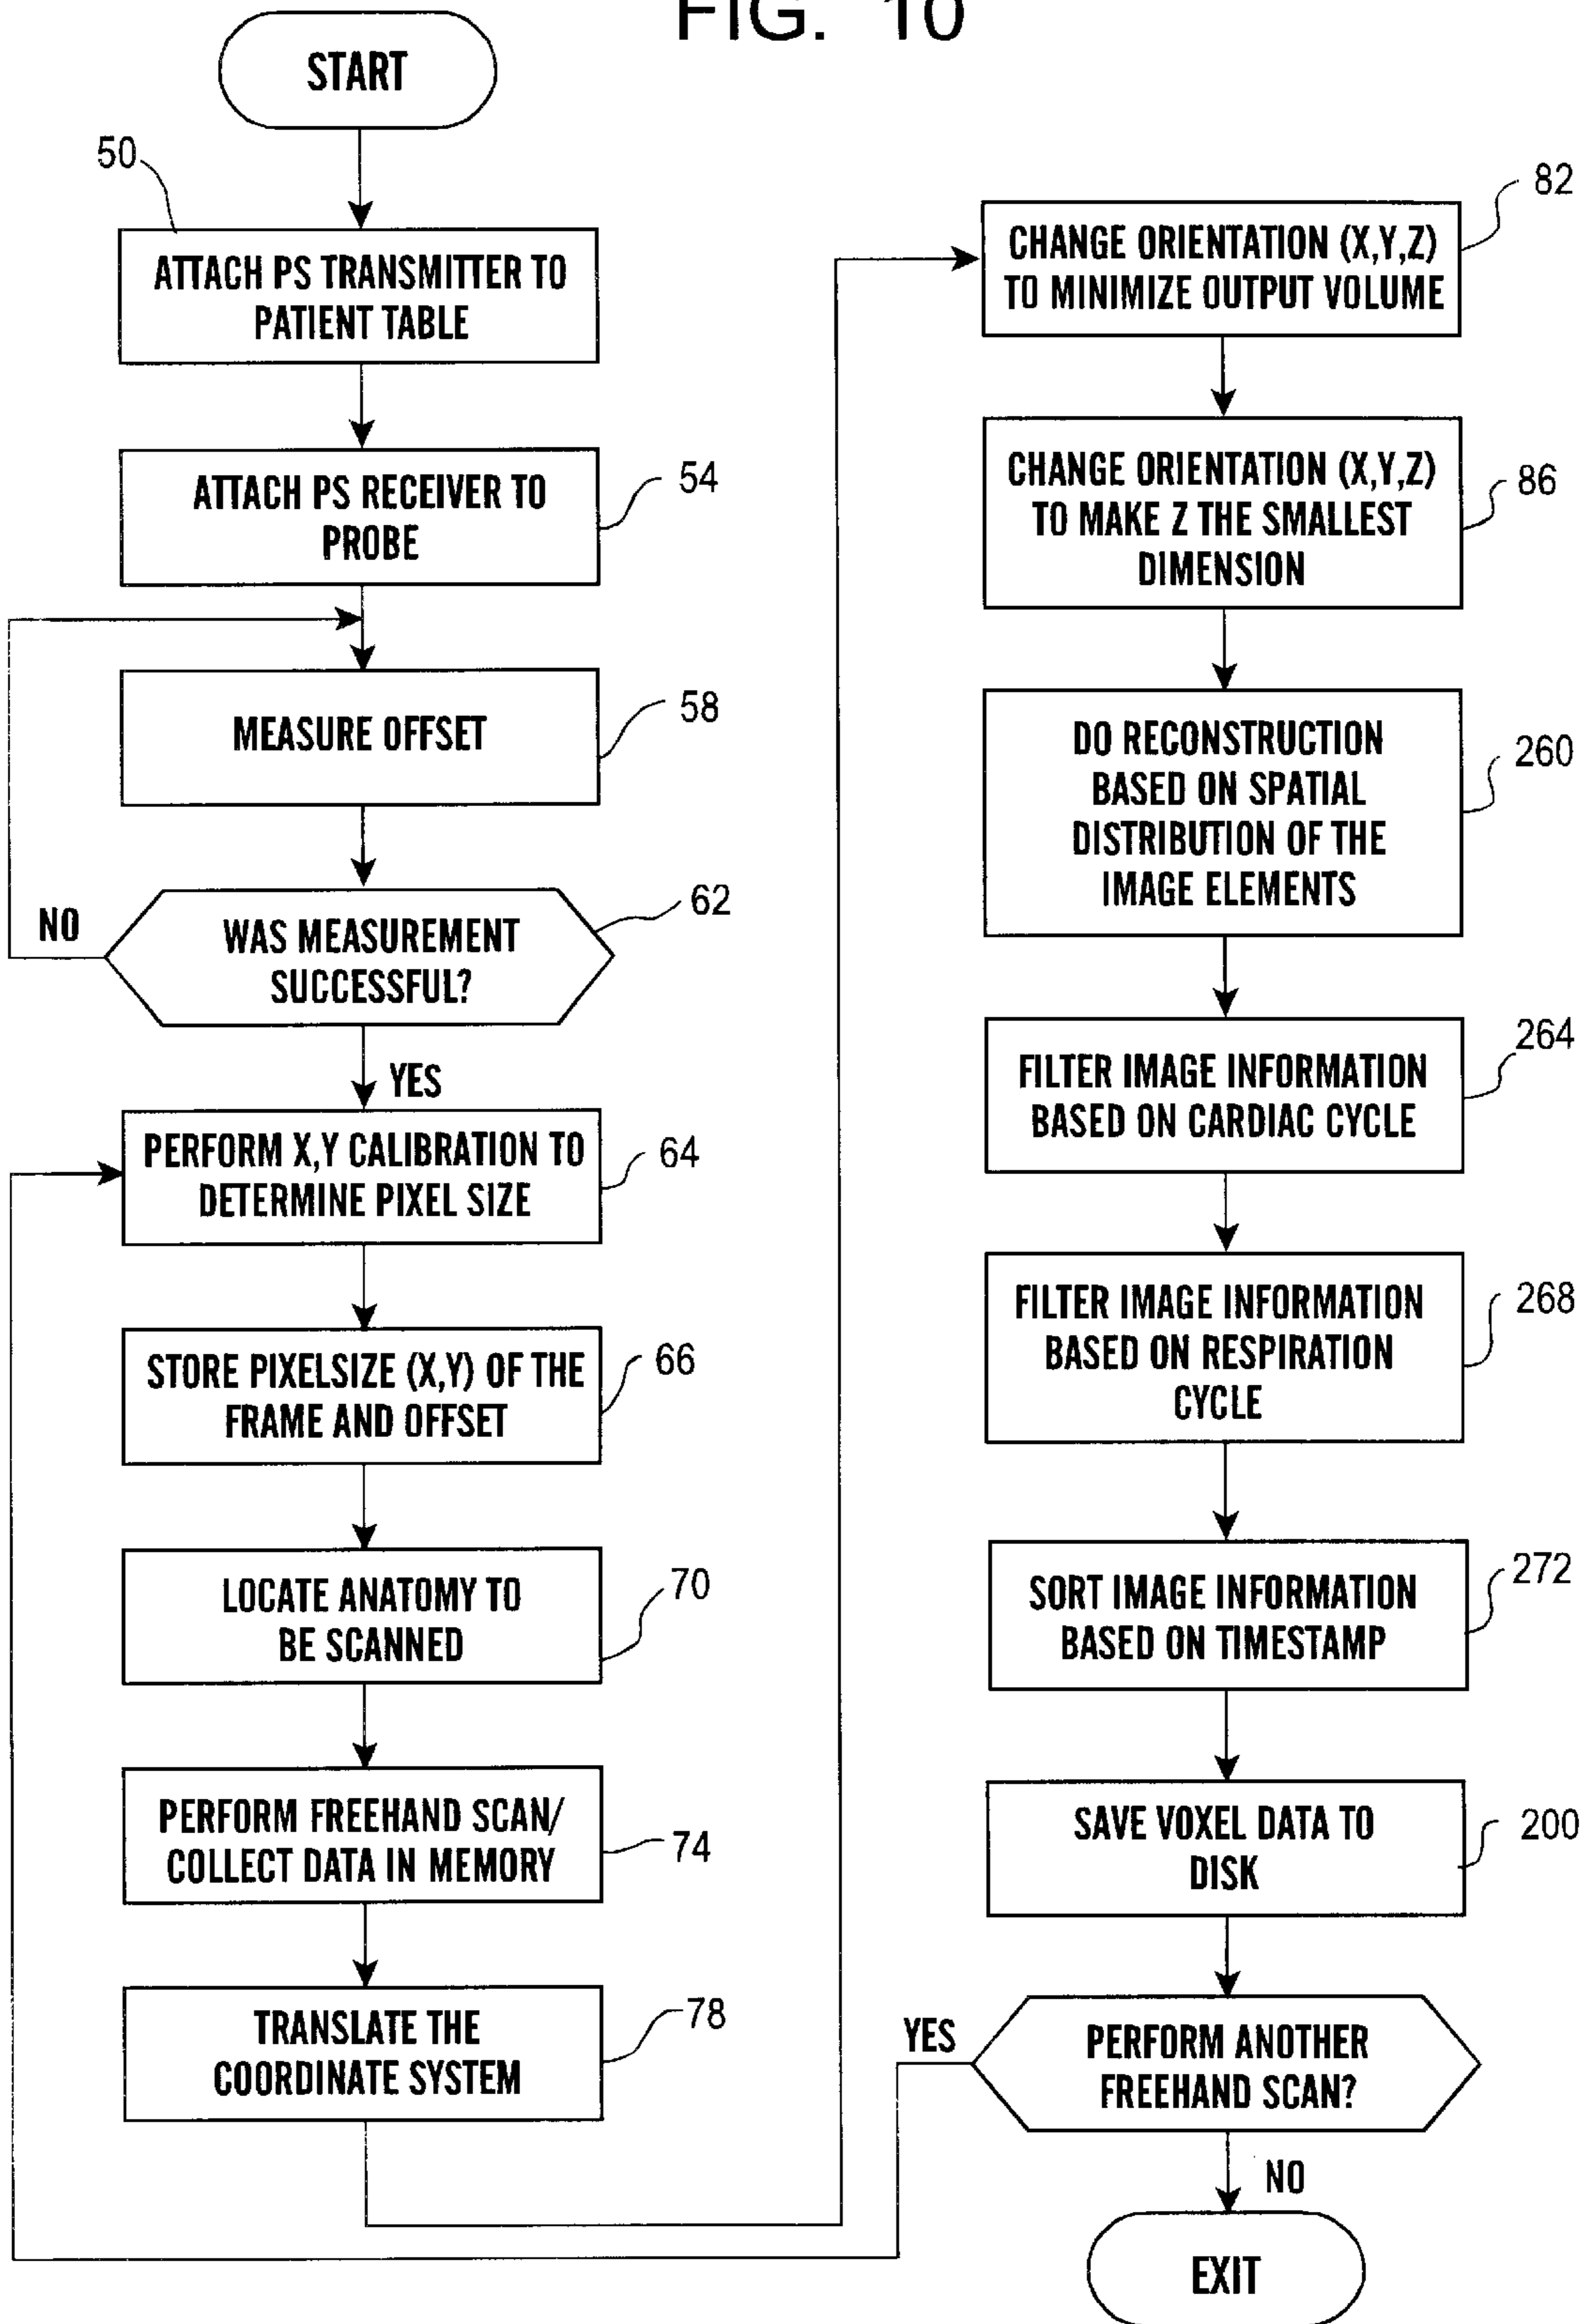 FIG. 10
START
50
ATTACH PS TRANSMITTER TO
PATIENT TABLE
ATTACH PS RECEIVER TO
PROBE
54
MEASURE OFFSET
58
WAS MEASUREMENT
SUCCESSFUL?
62
NO
YES
PERFORM X,Y CALIBRATION TO
DETERMINE PIXEL SIZE
64
STORE PIXELSIZE (X,Y) OF THE
FRAME AND OFFSET
66
LOCATE ANATOMY TO
BE SCANNED
70
PERFORM FREEHAND SCAN/
COLLECT DATA IN MEMORY
74
TRANSLATE THE
COORDINATE SYSTEM
78
CHANGE ORIENTATION (X,Y,Z)
TO MINIMIZE OUTPUT VOLUME
82
CHANGE ORIENTATION (X,Y,Z)
TO MAKE Z THE SMALLEST
DIMENSION
86
DO RECONSTRUCTION
BASED ON SPATIAL
DISTRIBUTION OF THE
IMAGE ELEMENTS
260
FILTER IMAGE INFORMATION
BASED ON CARDIAC CYCLE
264
FILTER IMAGE INFORMATION
BASED ON RESPIRATION
CYCLE
268
SORT IMAGE INFORMATION
BASED ON TIMESTAMP
272
SAVE VOXEL DATA TO
DISK
200
PERFORM ANOTHER
FREEHAND SCAN?
YES
NO
EXIT